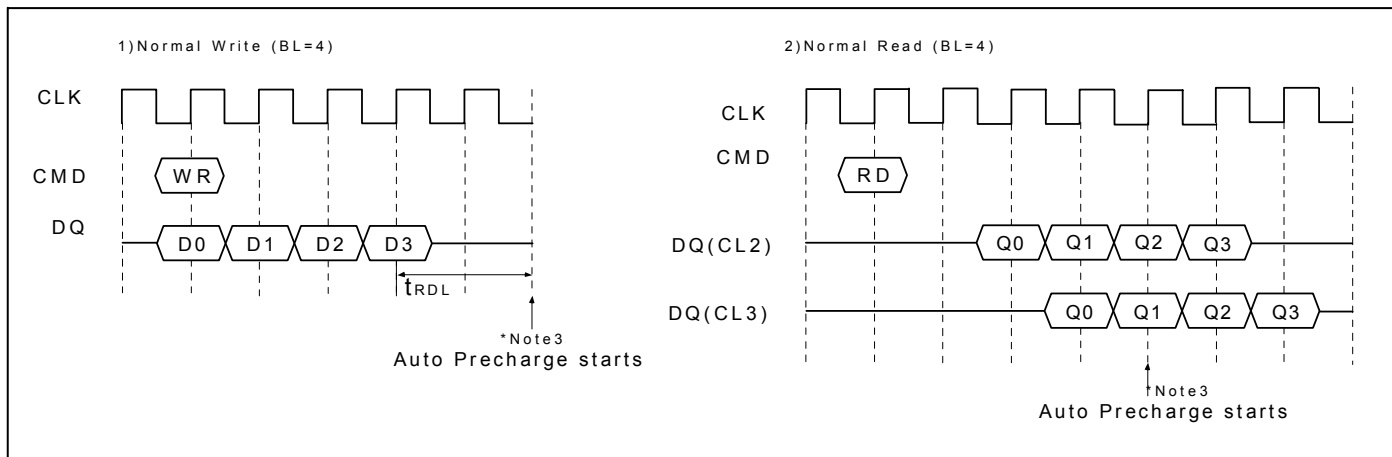 1)Normal Write (BL=4)
CLK
CMD
WR
DQ
D0 D1 D2 D3
tRDL
*Note3
Auto Precharge starts
2)Normal Read (BL=4)
CLK
CMD
RD
DQ(CL2)
Q0 Q1 Q2 Q3
DQ(CL3)
Q0 Q1 Q2 Q3
*Note3
Auto Precharge starts